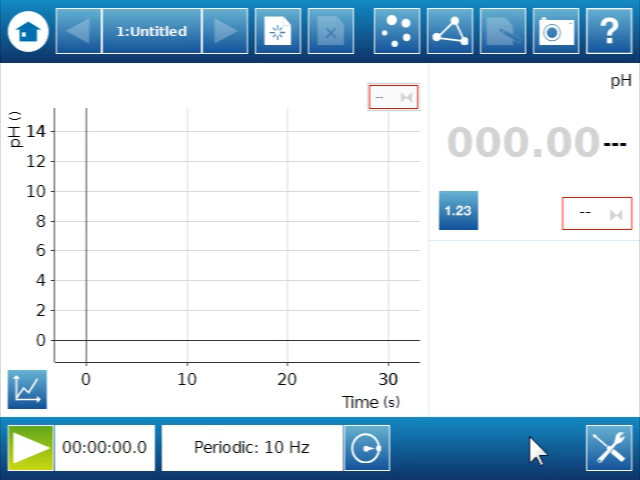 1:Untitled
?
pH
--
pH ()
14
12
10
8
6
4
2
0
000.00---
1.23
--
0 10 20 30
Time (s)
00:00:00.0
Periodic: 10 Hz